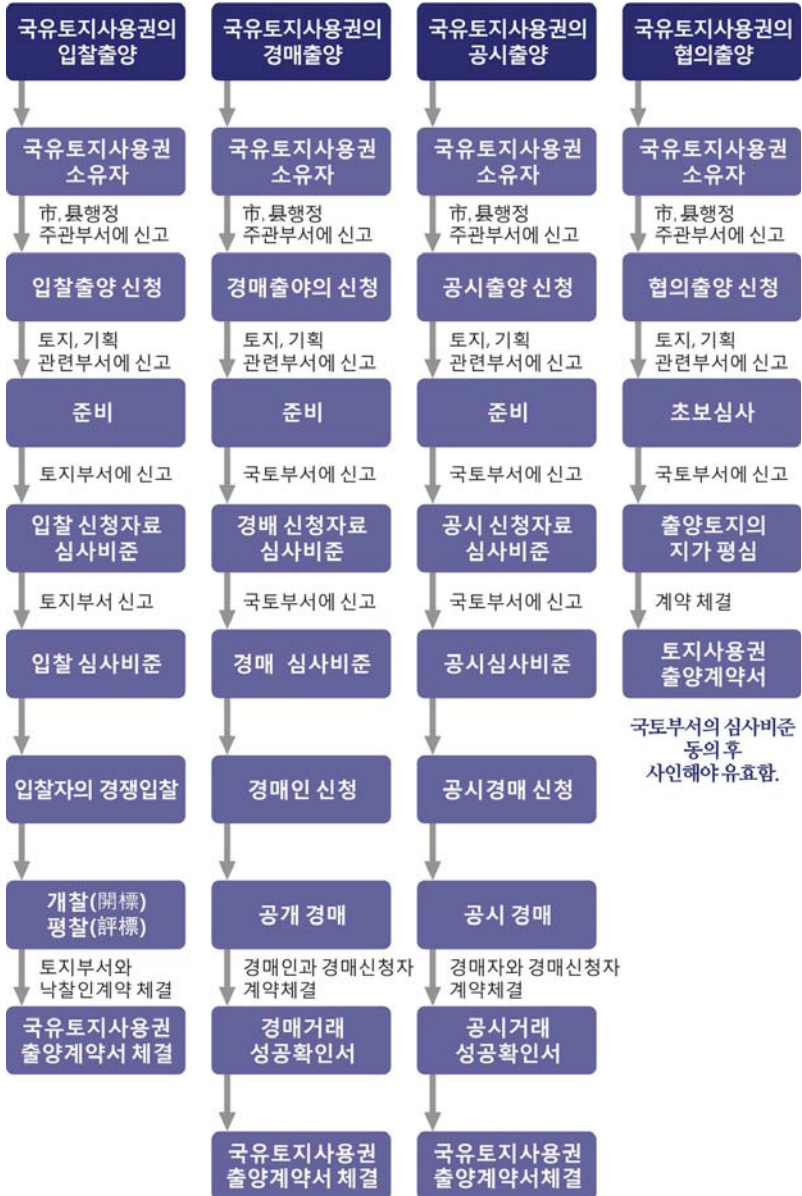 국유토지사용권의
입찰출양
국유토지사용권
소유자
市, 县행정
주관부서에 신고
입찰출양 신청
토지, 기획
관련부서에 신고
준비
토지부서에 신고
입찰 신청자료
심사비준
토지부서 신고
입찰 심사비준
입찰자의 경쟁입찰
개찰(開標)
평찰(評標)
토지부서와
낙찰인계약 체결
국유토지사용권
출양계약서 체결
국유토지사용권의
경매출양
국유토지사용권
소유자
市, 县행정
주관부서에 신고
경매출야의 신청
토지, 기획
관련부서에 신고
준비
국토부서에 신고
경배 신청자료
심사비준
국토부서에 신고
경매 심사비준
경매인 신청
공개 경매
경매인과 경매신청자
계약체결
경매거래
성공확인서
국유토지사용권
출양계약서 체결
국유토지사용권의
공시출양
국유토지사용권
소유자
市, 县행정
주관부서에 신고
공시출양 신청
토지, 기획
관련부서에 신고
준비
국토부서에 신고
공시 신청자료
심사비준
국토부서에 신고
공시심사비준
공시경매 신청
공시 경매
경매자와 경매신청자
계약체결
공시거래
성공확인서
국유토지사용권
출양계약서체결
국유토지사용권의
협의출양
국유토지사용권
소유자
市, 县행정
주관부서에 신고
협의출양 신청
토지, 기획
관련부서에 신고
초보심사
국토부서에 신고
출양토지의
지가 평심
계약 체결
토지사용권
출양계약서
국토부서의 심사비준
동의 후
사인해야 유효함.